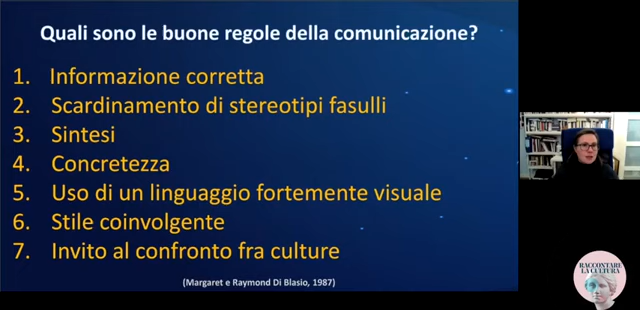 Quali sono le buone regole della comunicazione?
1. Informazione corretta
2. Scardinamento di stereotipi fasulli
3. Sintesi
4. Concretezza
5. Uso di un linguaggio fortemente visuale
6. Stile coinvolgente
7. Invito al confronto fra culture
(Margaret e Raymond Di Blasio, 1987)
RACCONTARE
LA CULTURA